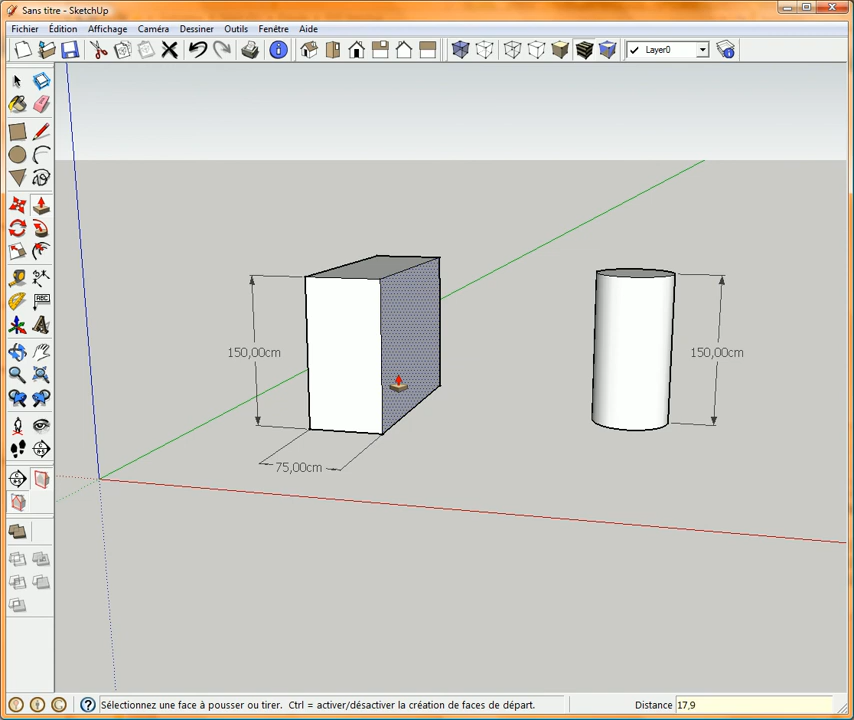 Sans titre - SketchUp
Fichier Édition Affichage Caméra Dessiner Outils Fenêtre Aide
Layer0
150,00cm
150,00cm
75,00cm
Sélectionnez une face à pousser ou tirer. Ctrl = activer/désactiver la création de faces de départ.
Distance 17,9